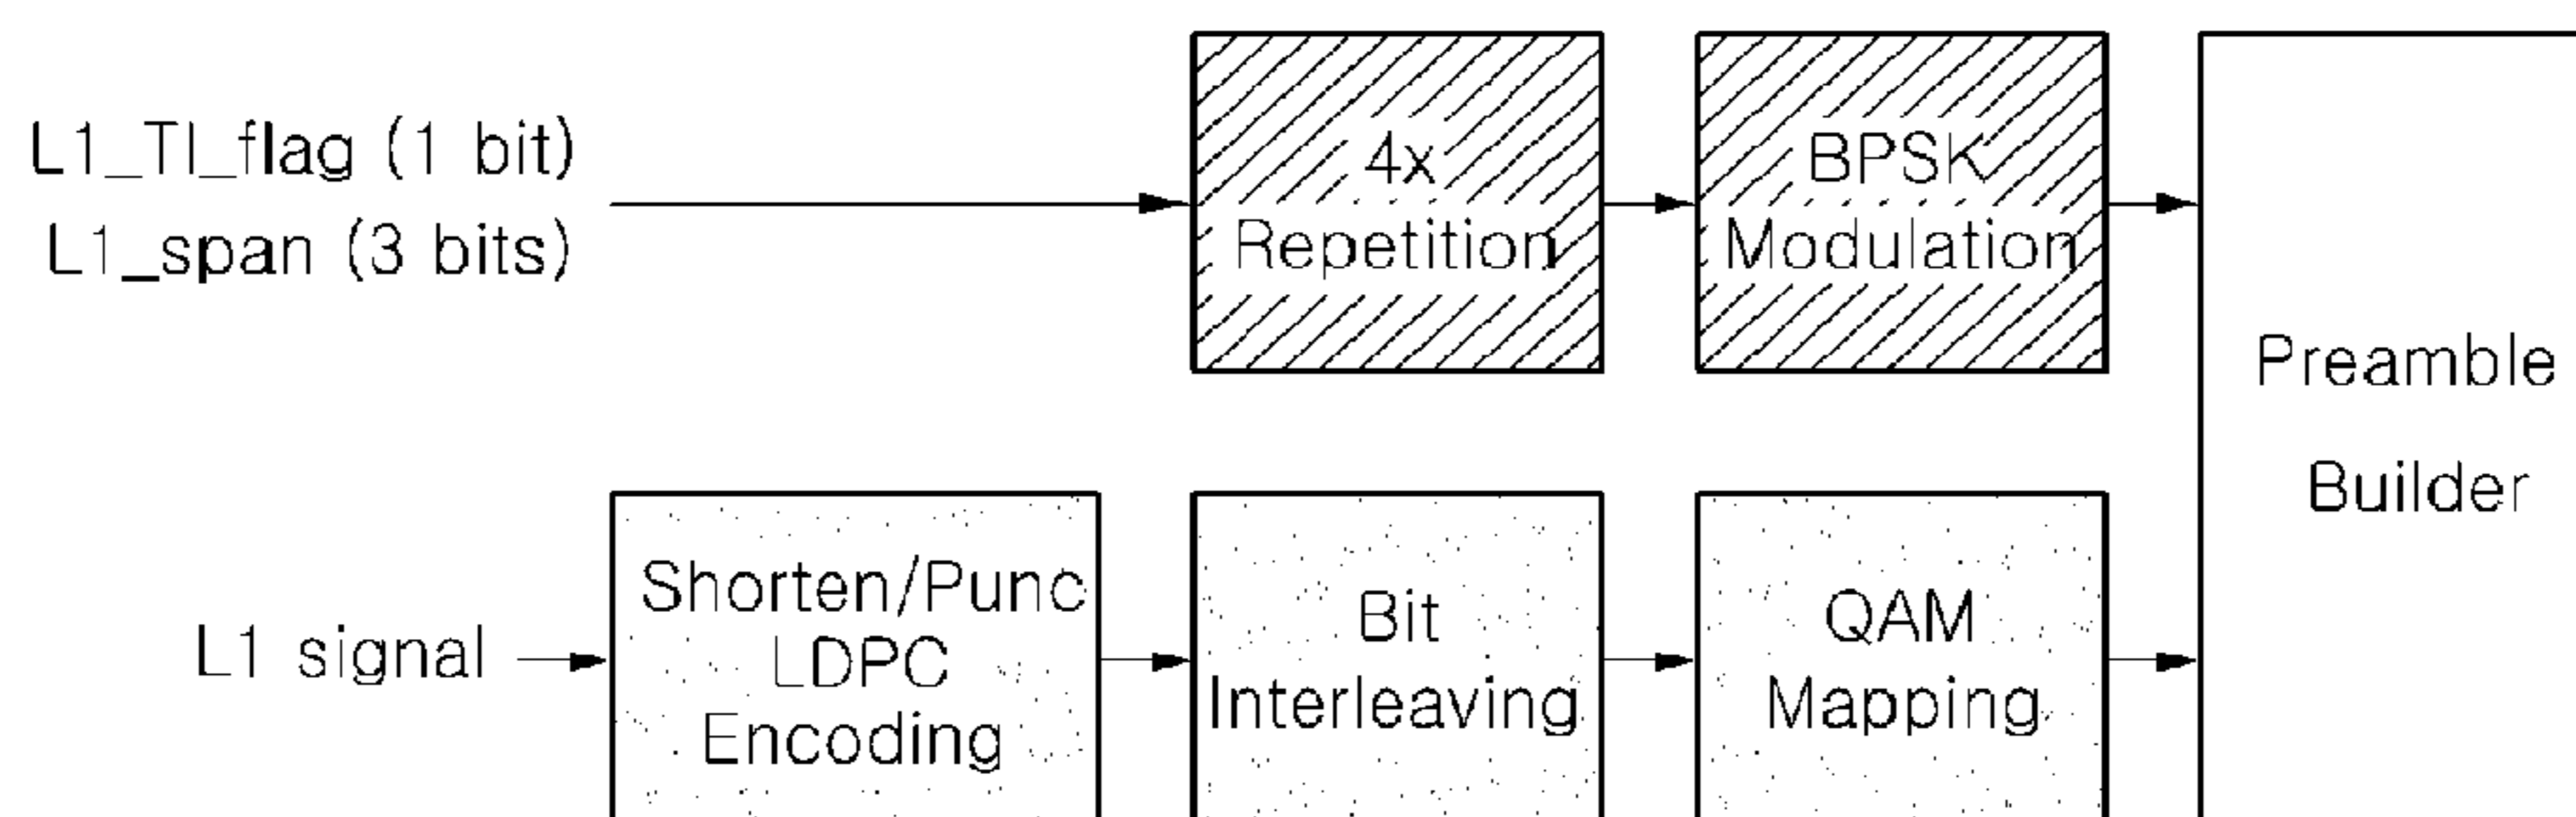 L1_TI_flag (1 bit)
L1_span (3 bits)
4x
Repetition
BPSK
Modulation
Preamble
Builder
L1 signal
Shorten/Punc
LDPC
Encoding
Bit
Interleaving
QAM
Mapping